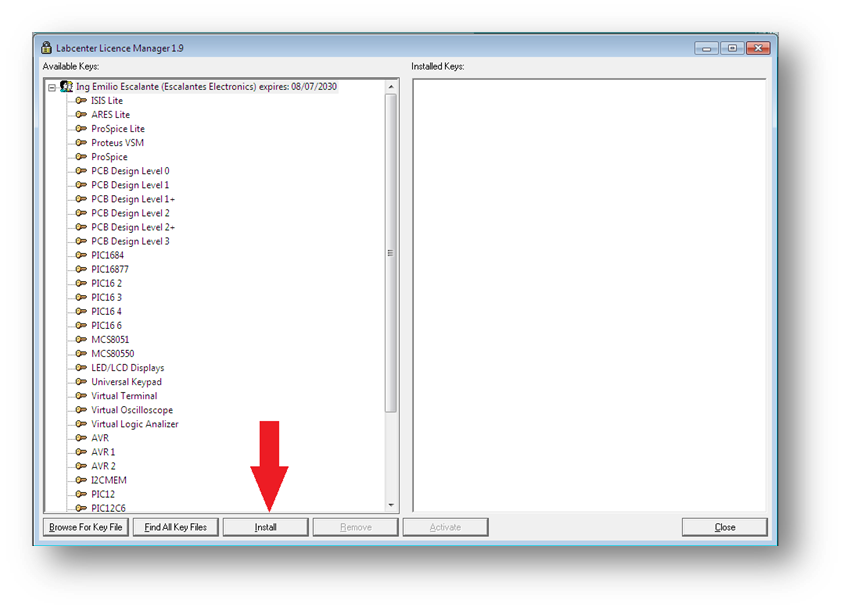 Labcenter Licence Manager 1.9
Available Keys:
Installed Keys:
Ing Emilio Escalante (Escalantes Electronics) expires: 08/07/2030
ISIS Lite
ARES Lite
ProSpice Lite
Proteus VSM
ProSpice
PCB Design Level 0
PCB Design Level 1
PCB Design Level 1+
PCB Design Level 2
PCB Design Level 2+
PCB Design Level 3
PIC1684
PIC16877
PIC16 2
PIC16 3
PIC16 4
PIC16 6
MCS8051
MCS80550
LED/LCD Displays
Universal Keypad
Virtual Terminal
Virtual Oscilloscope
Virtual Logic Analizer
AVR
AVR 1
AVR 2
I2CMEM
PIC12
PIC12C6
Browse For Key File
Find All Key Files
Install
Remove
Activate
Close